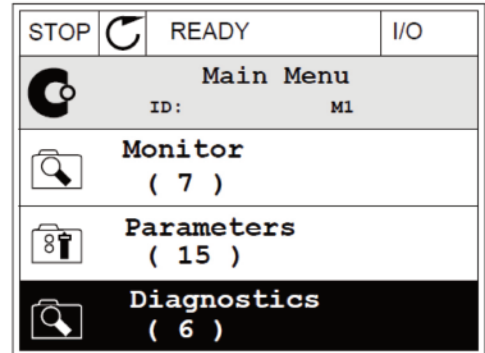 STOP READY I/O
Main Menu
ID: M1
Monitor
( 7 )
Parameters
( 15 )
Diagnostics
( 6 )